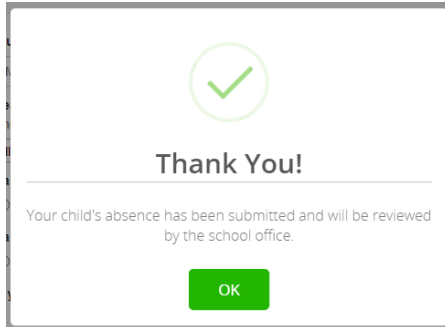 Thank You!
Your child's absence has been submitted and will be reviewed
by the school office.
OK